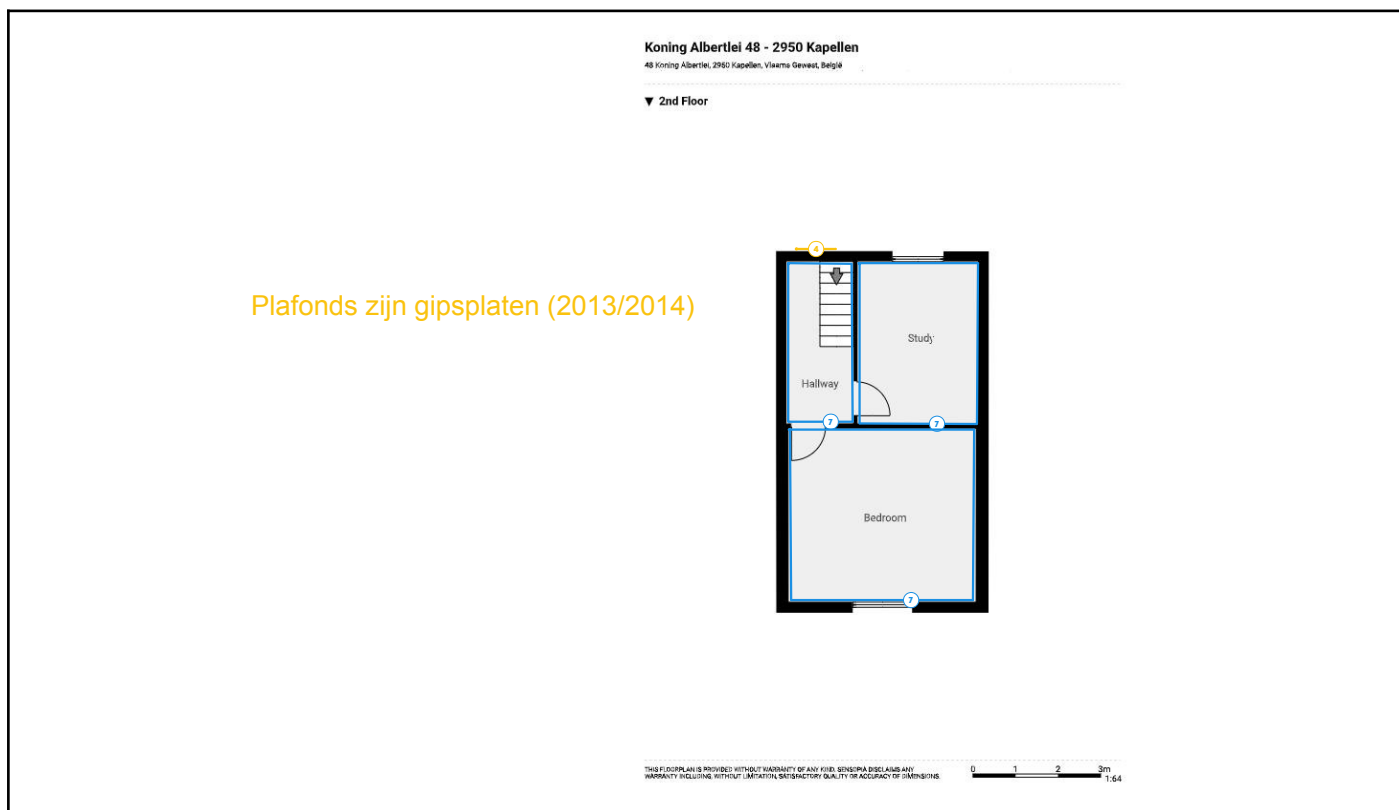 Koning Albertlei 48 - 2950 Kapellen
48 Koning Albertlei, 2950 Kapellen, Vlaams Gewest, België
▼ 2nd Floor
4
Plafonds zijn gipsplaten (2013/2014)
Study
Hallway
7
7
Bedroom
7
THIS FLOORPLAN IS PROVIDED WITHOUT WARRANTY OF ANY KIND. SENSOPIA DISCLAIMS ANY
WARRANTY INCLUDING, WITHOUT LIMITATION, SATISFACTORY QUALITY OR ACCURACY OF DIMENSIONS.
0 1 2 3m
1:64